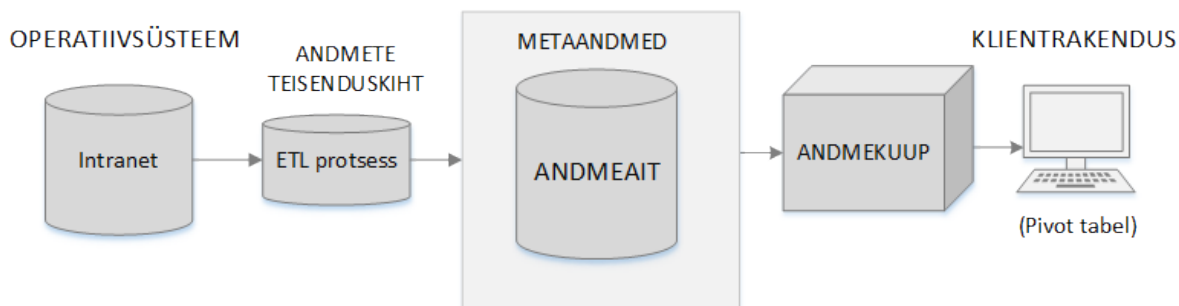 OPERATIIVSÜSTEEM
Intranet
ANDMETE
TEISENDUSKIHT
ETL protsess
METAANDMED
ANDMEAIT
ANDMEKUUP
KLIENTRAKENDUS
(Pivot tabel)